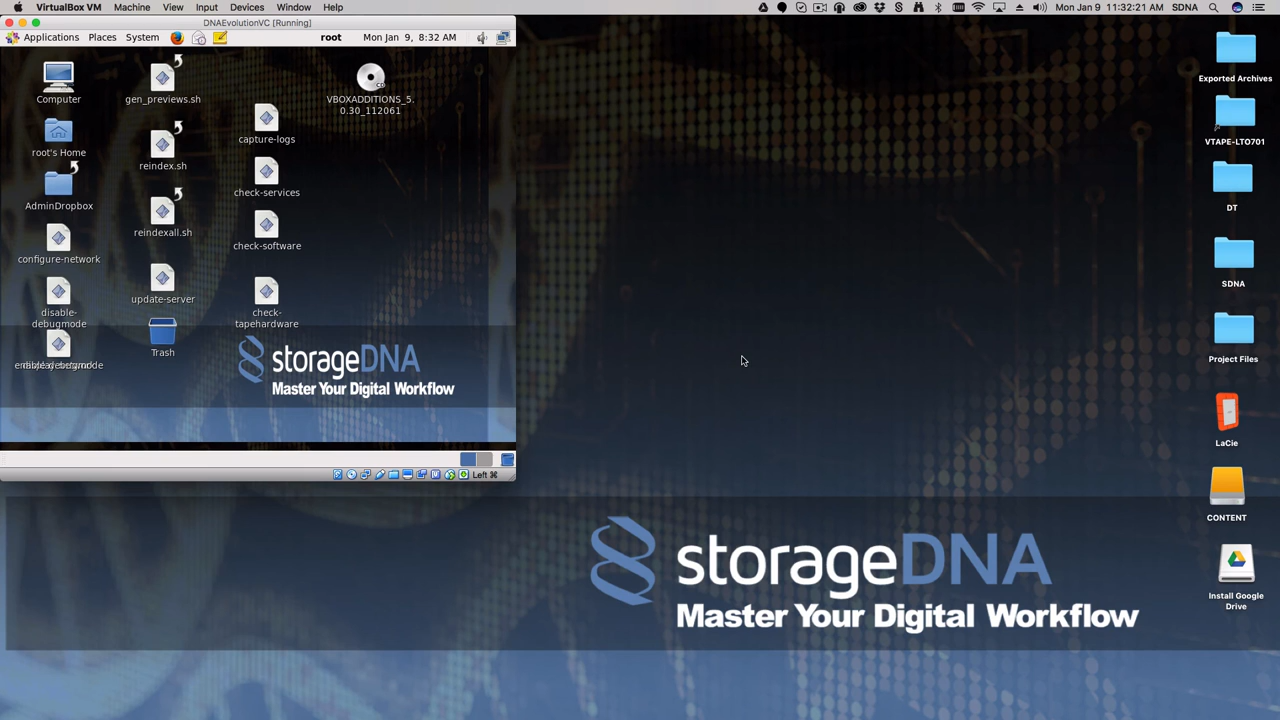 VirtualBox VM Machine View Input Devices Window Help Mon Jan 9 11:32:21 AM SDNA
DNAEvolutionVC [Running]
Applications Places System root Mon Jan 9, 8:32 AM
Computer
gen_previews.sh
VBOXADDITIONS_5.
0.30_112061
capture-logs
root's Home
reindex.sh
check-services
AdminDropbox
reindexall.sh
check-software
configure-network
update-server
disable-
debugmode
check-
tapehardware
Trash
storageDNA
Master Your Digital Workflow
Left ⌘
Exported Archives
VTAPE-LTO701
DT
SDNA
Project Files
LaCie
CONTENT
Install Google
Drive
storageDNA
Master Your Digital Workflow